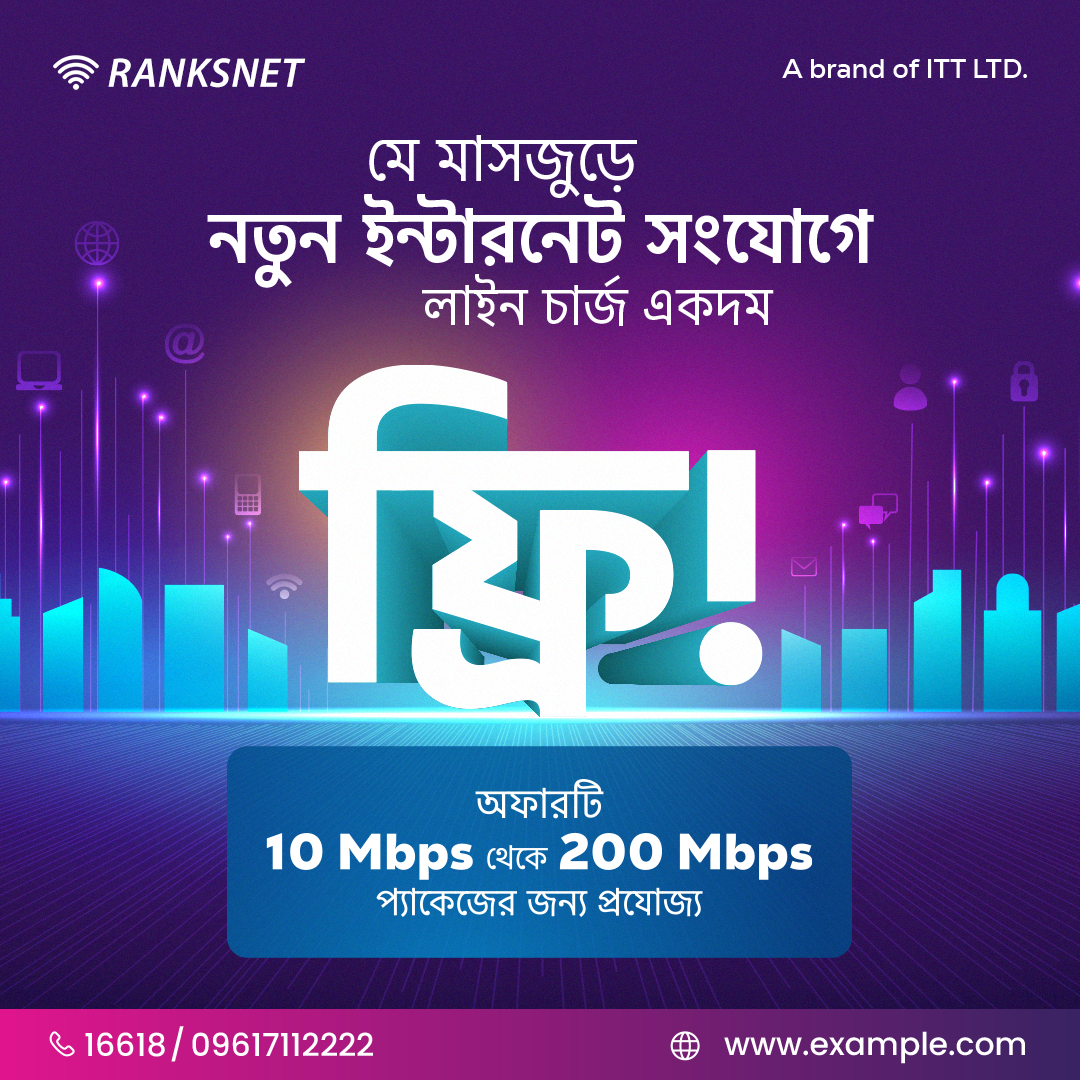 RANKSNET
A brand of ITT LTD.
মে মাসজুড়ে
নতুন ইন্টারনেট সংযোগে
লাইন চার্জ একদম
ফ্রি!
অফারটি
10 Mbps থেকে 200 Mbps
প্যাকেজের জন্য প্রযোজ্য
16618 / 09617112222
www.example.com